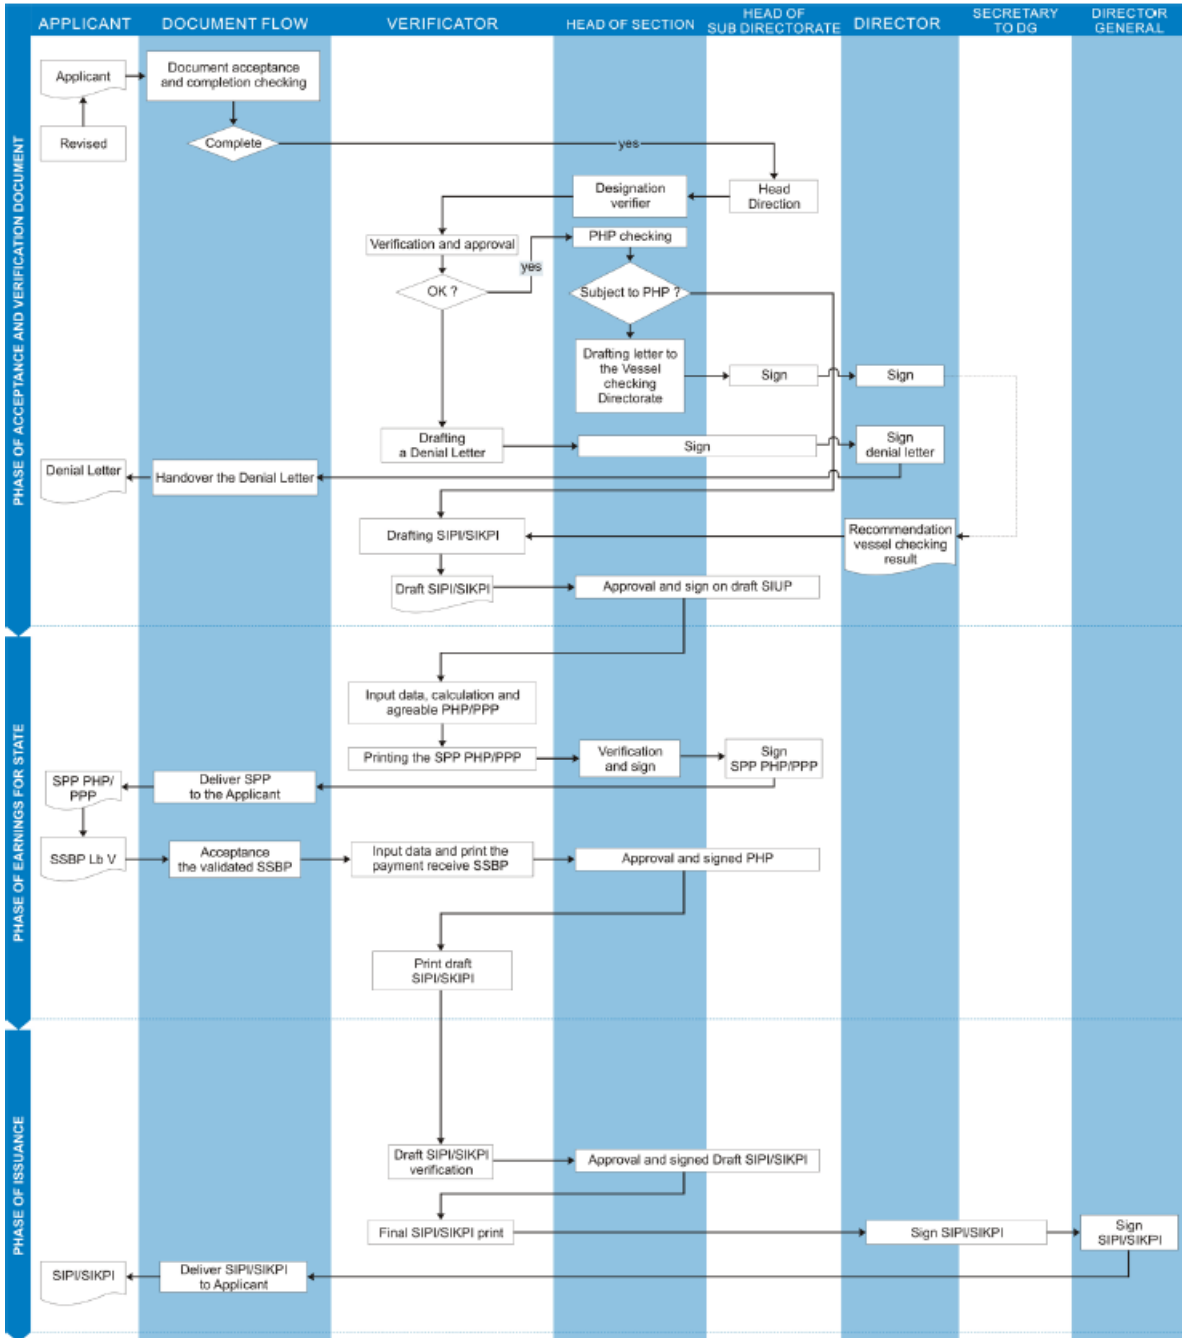 APPLICANT
DOCUMENT FLOW
VERIFICATOR
HEAD OF SECTION
HEAD OF
SUB DIRECTORATE
DIRECTOR
SECRETARY
TO DG
DIRECTOR
GENERAL
PHASE OF ACCEPTANCE AND VERIFICATION DOCUMENT
Applicant
Document acceptance
and completion checking
Revised
Complete
yes
Designation
verifier
Head
Direction
Verification and approval
PHP checking
yes
OK ?
Subject to PHP ?
Drafting letter to
the Vessel
checking
Directorate
Sign
Sign
Drafting
a Denial Letter
Sign
Sign
denial letter
Denial Letter
Handover the Denial Letter
Drafting SIPI/SIKPI
Recommendation
vessel checking
result
Draft SIPI/SIKPI
Approval and sign on draft SIUP
PHASE OF EARNINGS FOR STATE
Input data, calculation and
agreable PHP/PPP
Printing the SPP PHP/PPP
Verification
and sign
Sign
SPP PHP/PPP
SPP PHP/
PPP
Deliver SPP
to the Applicant
SSBP Lb V
Acceptance
the validated SSBP
Input data and print the
payment receive SSBP
Approval and signed PHP
Print draft
SIPI/SKIPI
PHASE OF ISSUANCE
Draft SIPI/SIKPI
verification
Approval and signed Draft SIPI/SIKPI
Final SIPI/SIKPI print
Sign SIPI/SIKPI
Sign
SIPI/SIKPI
SIPI/SIKPI
Deliver SIPI/SIKPI
to Applicant